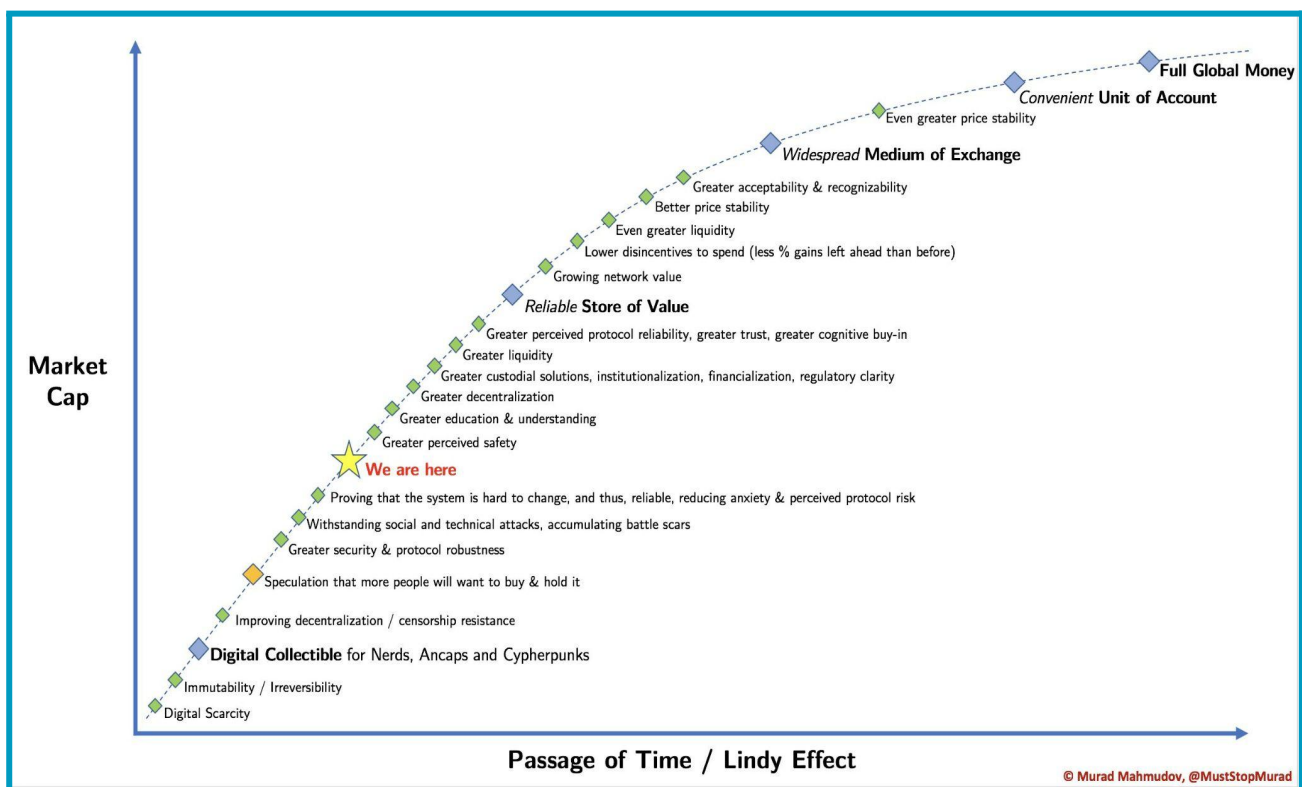 Full Global Money
Convenient Unit of Account
Even greater price stability
Widespread Medium of Exchange
Greater acceptability & recognizability
Better price stability
Even greater liquidity
Lower disincentives to spend (less % gains left ahead than before)
Growing network value
Reliable Store of Value
Greater perceived protocol reliability, greater trust, greater cognitive buy-in
Greater liquidity
Market
Cap
Greater custodial solutions, institutionalization, financialization, regulatory clarity
Greater decentralization
Greater education & understanding
Greater perceived safety
We are here
Proving that the system is hard to change, and thus, reliable, reducing anxiety & perceived protocol risk
Withstanding social and technical attacks, accumulating battle scars
Greater security & protocol robustness
Speculation that more people will want to buy & hold it
Improving decentralization / censorship resistance
Digital Collectible for Nerds, Ancaps and Cypherpunks
Immutability / Irreversibility
Digital Scarcity
Passage of Time / Lindy Effect
© Murad Mahmudov, @MustStopMurad